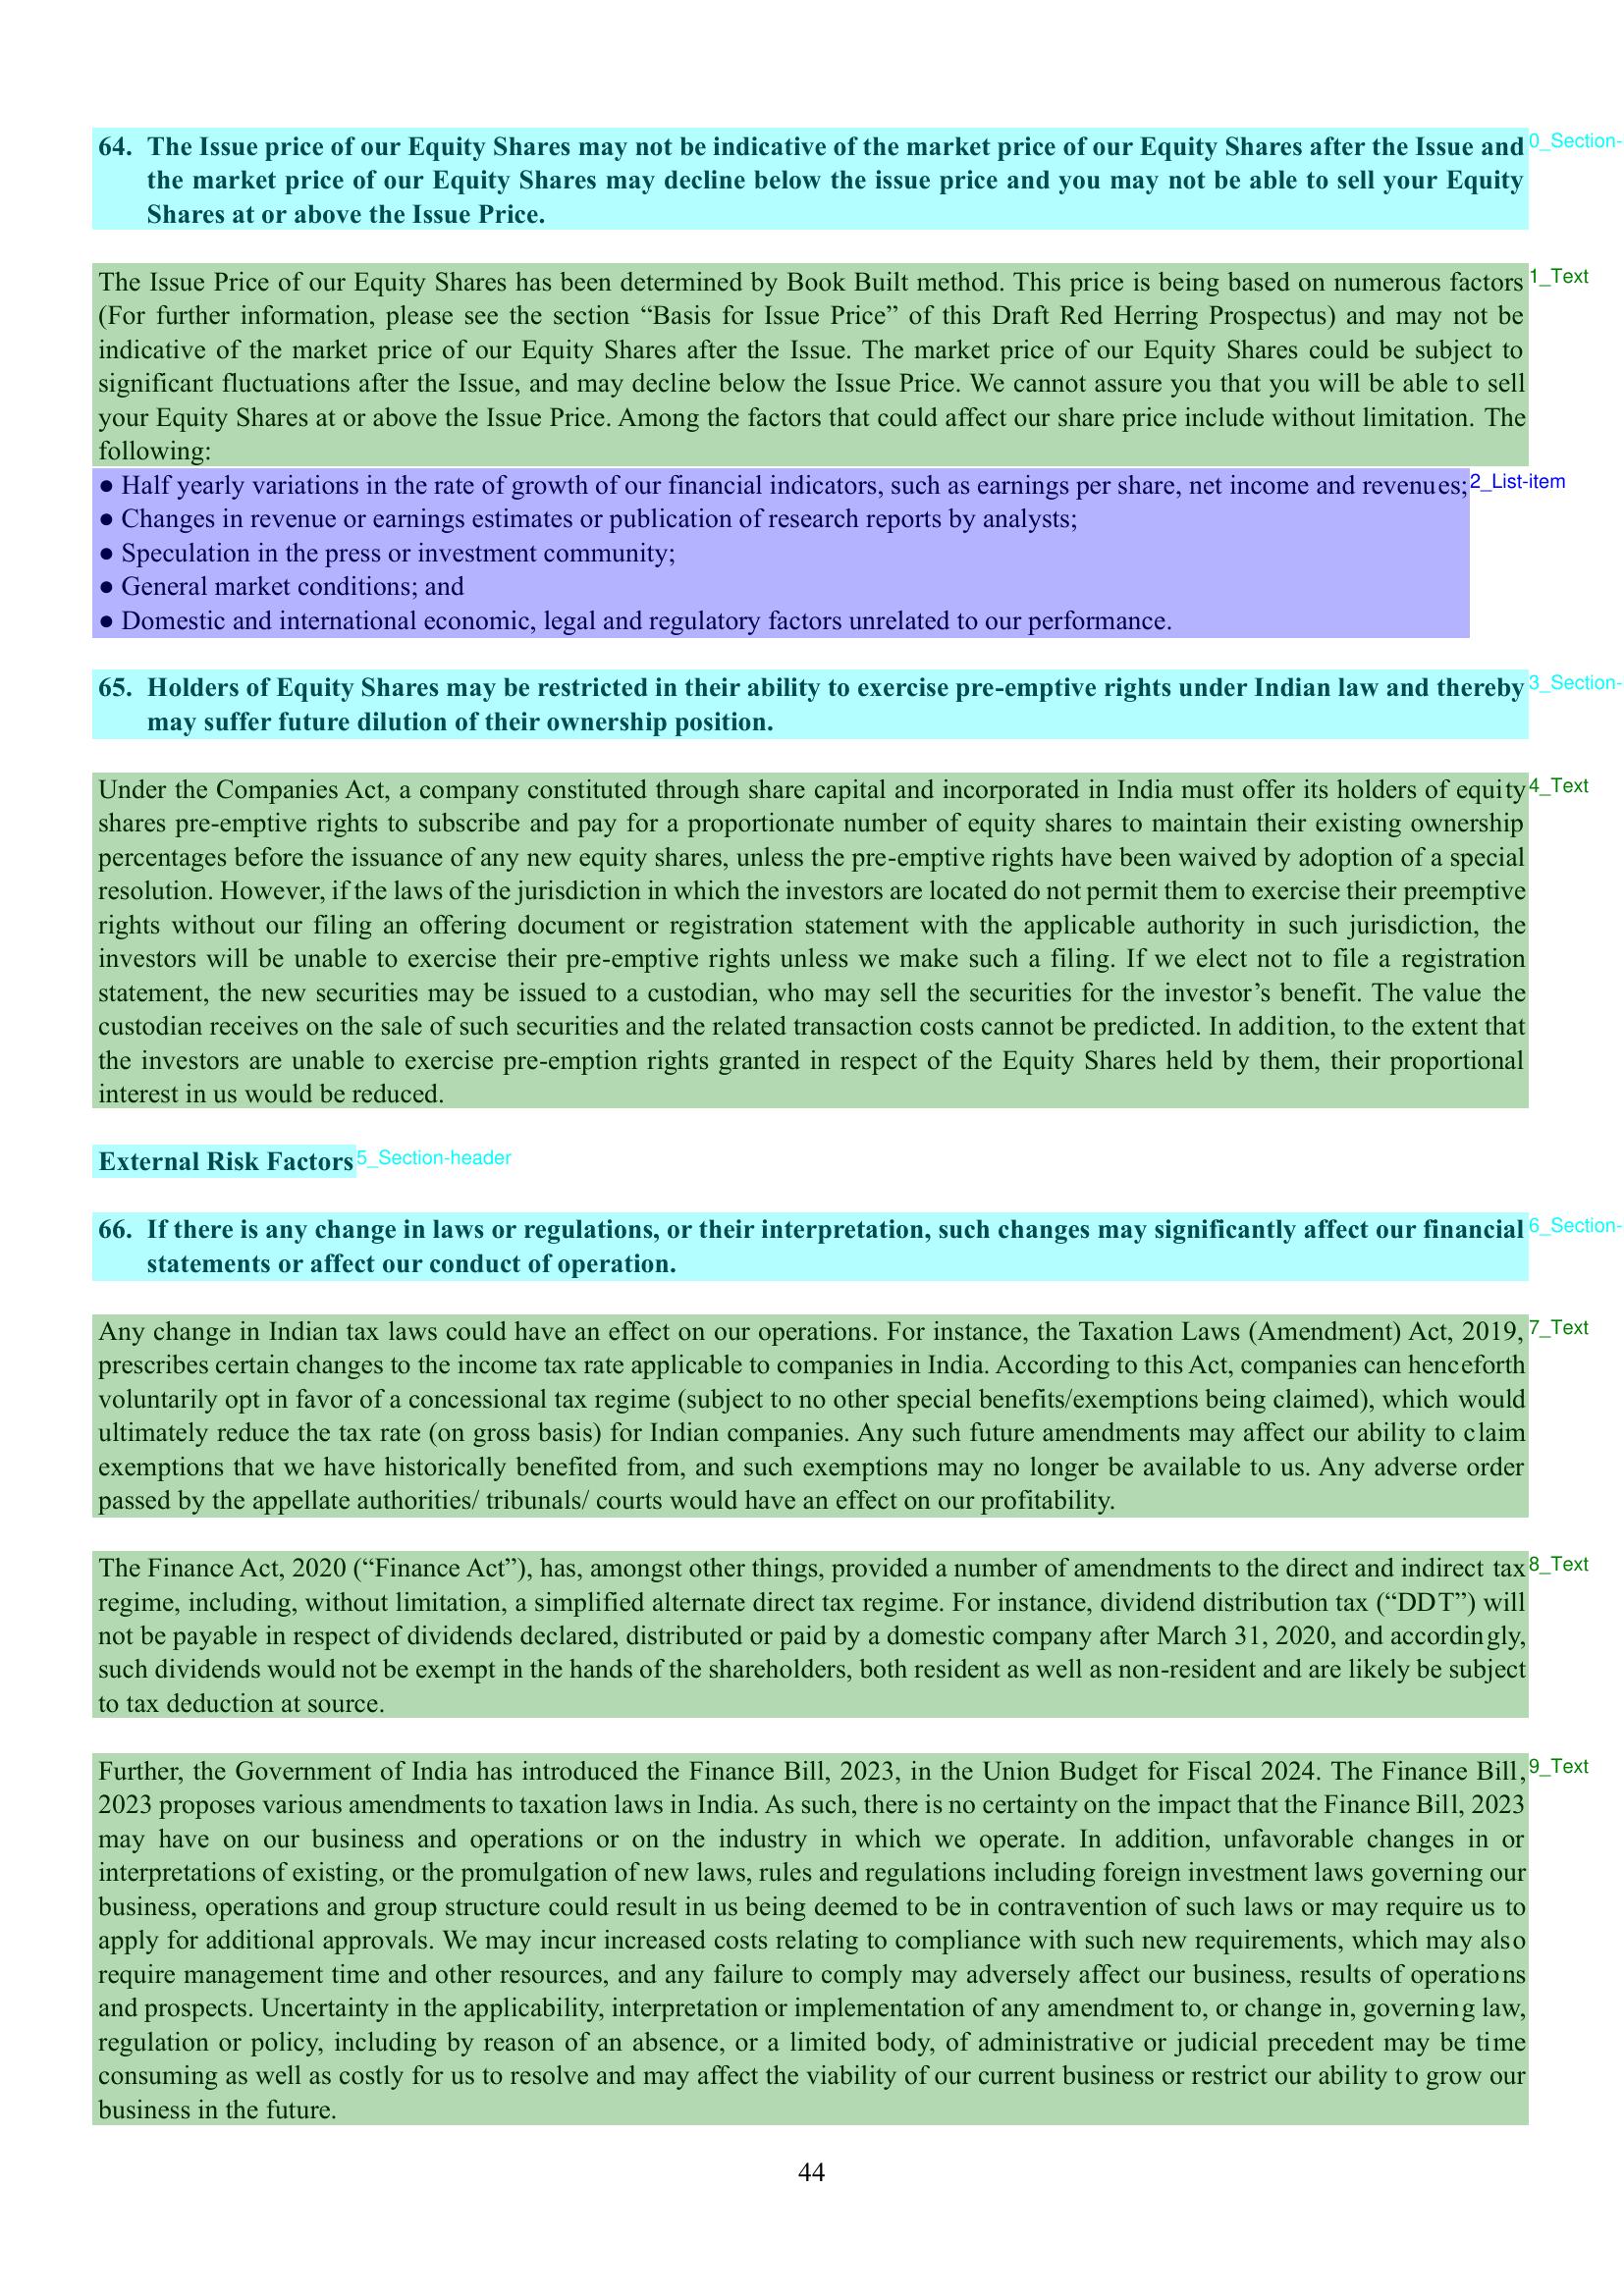 64. The Issue price of our Equity Shares may not be indicative of the market price of our Equity Shares after the Issue and
the market price of our Equity Shares may decline below the issue price and you may not be able to sell your Equity
Shares at or above the Issue Price.
0_Section-
The Issue Price of our Equity Shares has been determined by Book Built method. This price is being based on numerous factors
(For further information, please see the section “Basis for Issue Price” of this Draft Red Herring Prospectus) and may not be
indicative of the market price of our Equity Shares after the Issue. The market price of our Equity Shares could be subject to
significant fluctuations after the Issue, and may decline below the Issue Price. We cannot assure you that you will be able to sell
your Equity Shares at or above the Issue Price. Among the factors that could affect our share price include without limitation. The
following:
1_Text
● Half yearly variations in the rate of growth of our financial indicators, such as earnings per share, net income and revenues;
● Changes in revenue or earnings estimates or publication of research reports by analysts;
● Speculation in the press or investment community;
● General market conditions; and
● Domestic and international economic, legal and regulatory factors unrelated to our performance.
2_List-item
65. Holders of Equity Shares may be restricted in their ability to exercise pre-emptive rights under Indian law and thereby
may suffer future dilution of their ownership position.
3_Section-
Under the Companies Act, a company constituted through share capital and incorporated in India must offer its holders of equity
shares pre-emptive rights to subscribe and pay for a proportionate number of equity shares to maintain their existing ownership
percentages before the issuance of any new equity shares, unless the pre-emptive rights have been waived by adoption of a special
resolution. However, if the laws of the jurisdiction in which the investors are located do not permit them to exercise their preemptive
rights without our filing an offering document or registration statement with the applicable authority in such jurisdiction, the
investors will be unable to exercise their pre-emptive rights unless we make such a filing. If we elect not to file a registration
statement, the new securities may be issued to a custodian, who may sell the securities for the investor’s benefit. The value the
custodian receives on the sale of such securities and the related transaction costs cannot be predicted. In addition, to the extent that
the investors are unable to exercise pre-emption rights granted in respect of the Equity Shares held by them, their proportional
interest in us would be reduced.
4_Text
External Risk Factors
5_Section-header
66. If there is any change in laws or regulations, or their interpretation, such changes may significantly affect our financial
statements or affect our conduct of operation.
6_Section-
Any change in Indian tax laws could have an effect on our operations. For instance, the Taxation Laws (Amendment) Act, 2019,
prescribes certain changes to the income tax rate applicable to companies in India. According to this Act, companies can henceforth
voluntarily opt in favor of a concessional tax regime (subject to no other special benefits/exemptions being claimed), which would
ultimately reduce the tax rate (on gross basis) for Indian companies. Any such future amendments may affect our ability to claim
exemptions that we have historically benefited from, and such exemptions may no longer be available to us. Any adverse order
passed by the appellate authorities/ tribunals/ courts would have an effect on our profitability.
7_Text
The Finance Act, 2020 (“Finance Act”), has, amongst other things, provided a number of amendments to the direct and indirect tax
regime, including, without limitation, a simplified alternate direct tax regime. For instance, dividend distribution tax (“DDT”) will
not be payable in respect of dividends declared, distributed or paid by a domestic company after March 31, 2020, and accordingly,
such dividends would not be exempt in the hands of the shareholders, both resident as well as non-resident and are likely be subject
to tax deduction at source.
8_Text
Further, the Government of India has introduced the Finance Bill, 2023, in the Union Budget for Fiscal 2024. The Finance Bill,
2023 proposes various amendments to taxation laws in India. As such, there is no certainty on the impact that the Finance Bill, 2023
may have on our business and operations or on the industry in which we operate. In addition, unfavorable changes in or
interpretations of existing, or the promulgation of new laws, rules and regulations including foreign investment laws governing our
business, operations and group structure could result in us being deemed to be in contravention of such laws or may require us to
apply for additional approvals. We may incur increased costs relating to compliance with such new requirements, which may also
require management time and other resources, and any failure to comply may adversely affect our business, results of operations
and prospects. Uncertainty in the applicability, interpretation or implementation of any amendment to, or change in, governing law,
regulation or policy, including by reason of an absence, or a limited body, of administrative or judicial precedent may be time
consuming as well as costly for us to resolve and may affect the viability of our current business or restrict our ability to grow our
business in the future.
9_Text
44